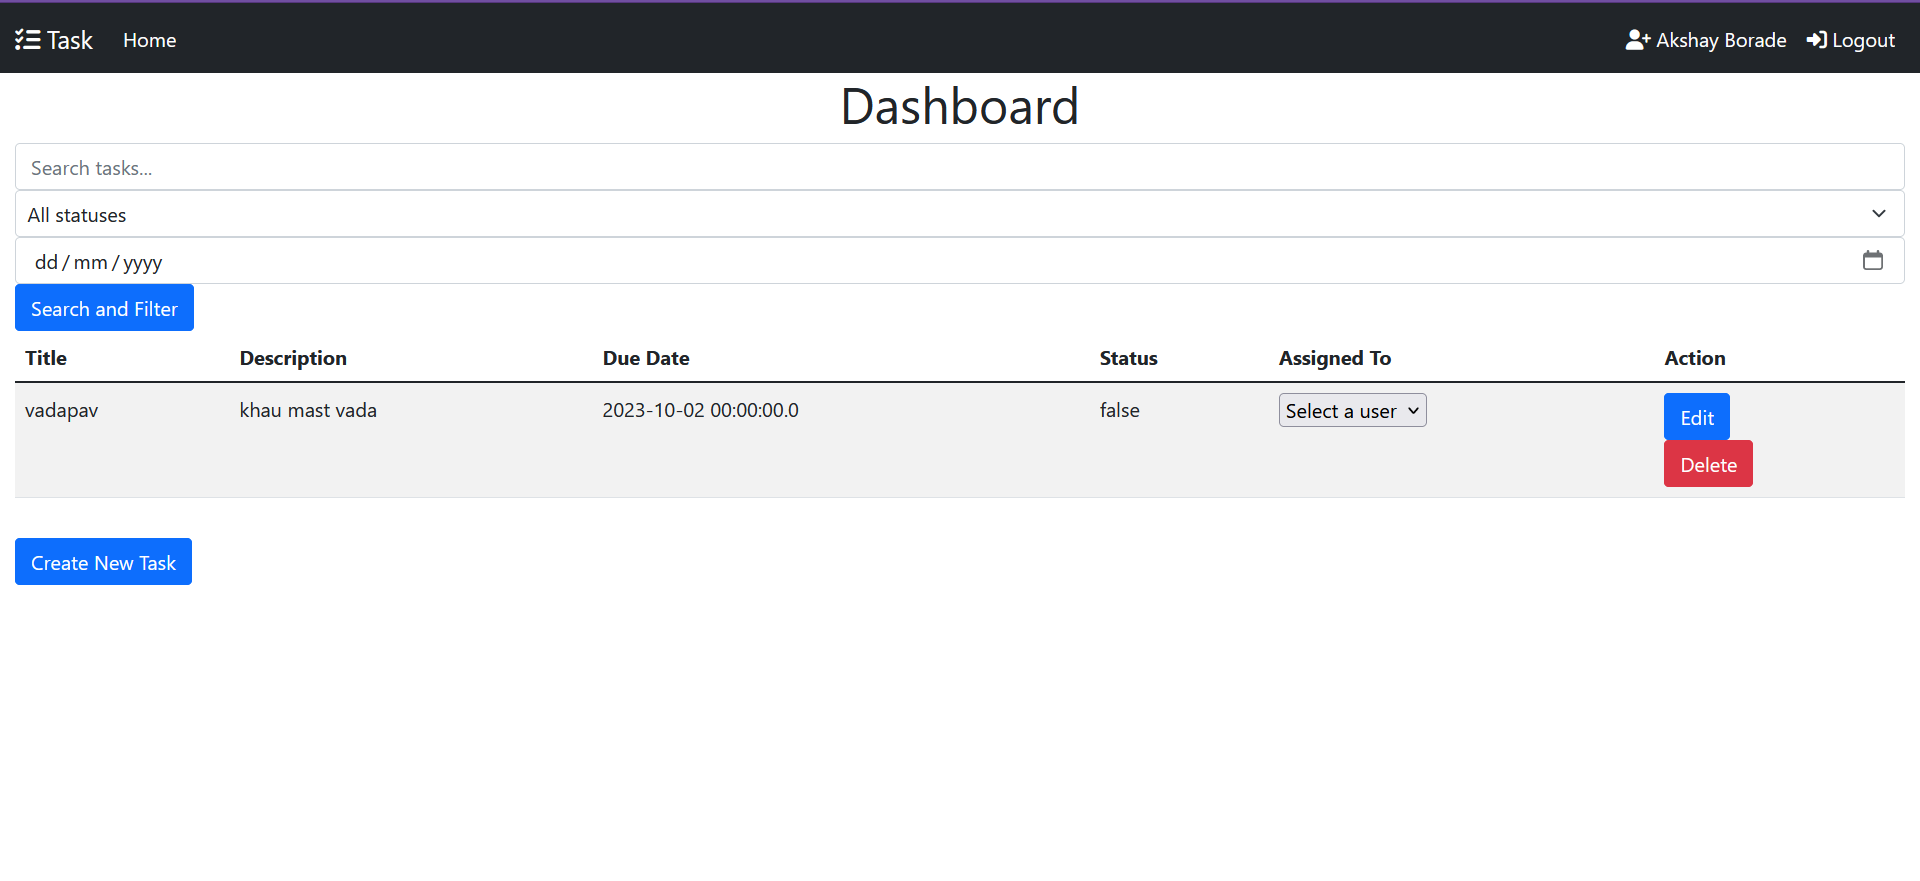 Task Home Akshay Borade Logout
Dashboard
Search tasks...
All statuses
dd/mm/yyyy
Search and Filter
Title Description Due Date Status Assigned To Action
vadapav khau mast vada 2023-10-02 00:00:00.0 false Select a user Edit
Delete
Create New Task